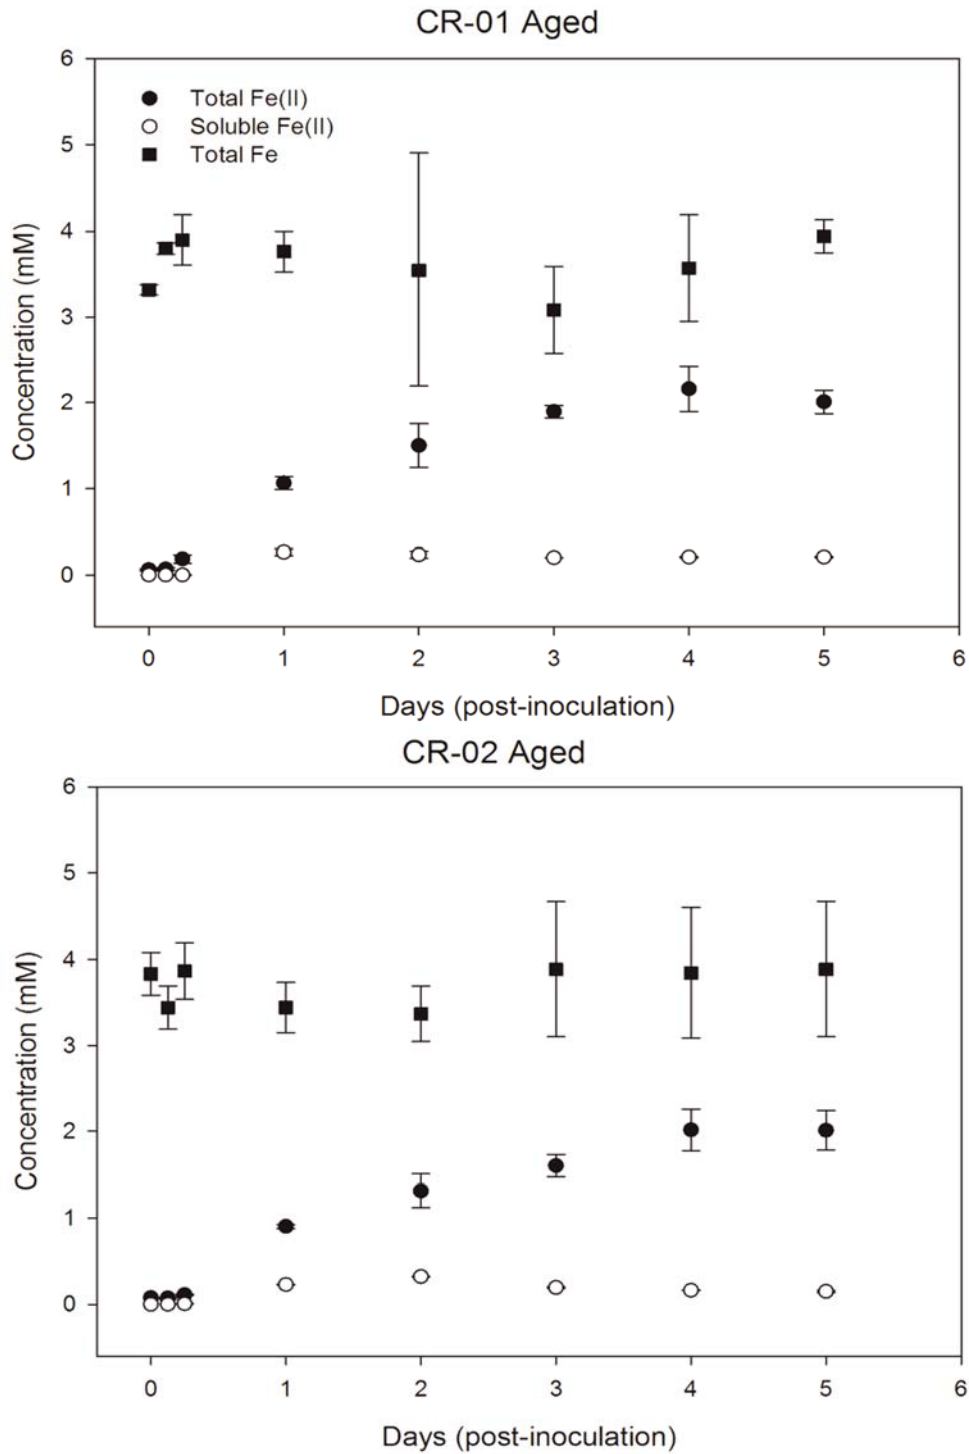 CR-01 Aged
6
Total Fe(II)
Soluble Fe(II)
Total Fe
5
4
3
2
1
0
Concentration (mM)
0 1 2 3 4 5 6
Days (post-inoculation)
CR-02 Aged
6
5
4
3
2
1
0
Concentration (mM)
0 1 2 3 4 5 6
Days (post-inoculation)